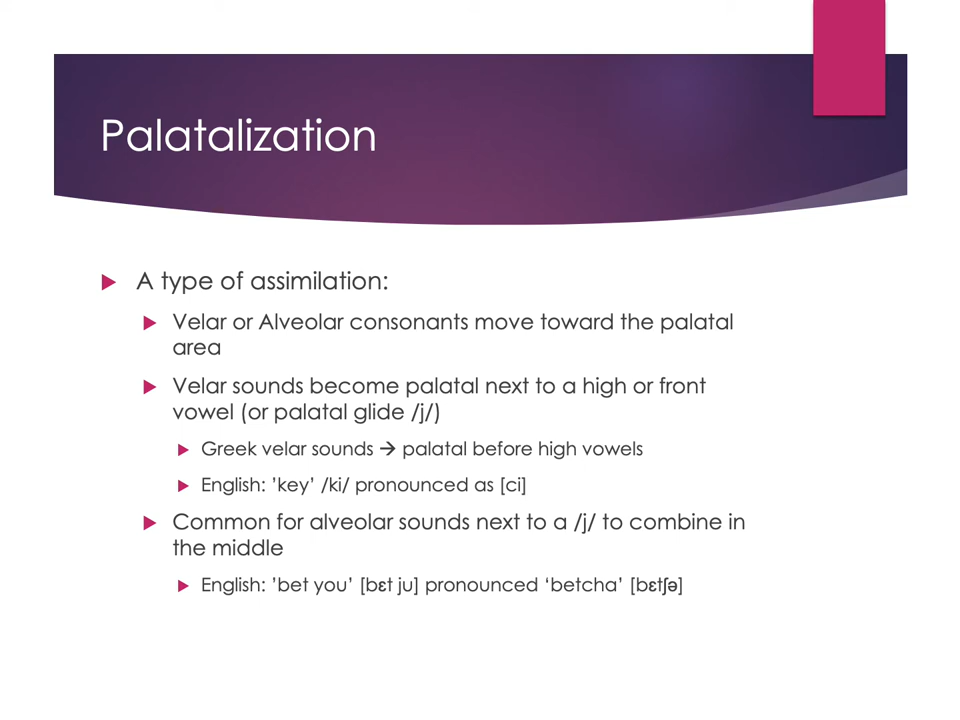 Palatalization
A type of assimilation:
Velar or Alveolar consonants move toward the palatal
area
Velar sounds become palatal next to a high or front
vowel (or palatal glide /j/)
Greek velar sounds → palatal before high vowels
English: ’key’ /ki/ pronounced as [ci]
Common for alveolar sounds next to a /j/ to combine in
the middle
English: ’bet you’ [bɛt ju] pronounced ‘betcha’ [bɛtʃə]